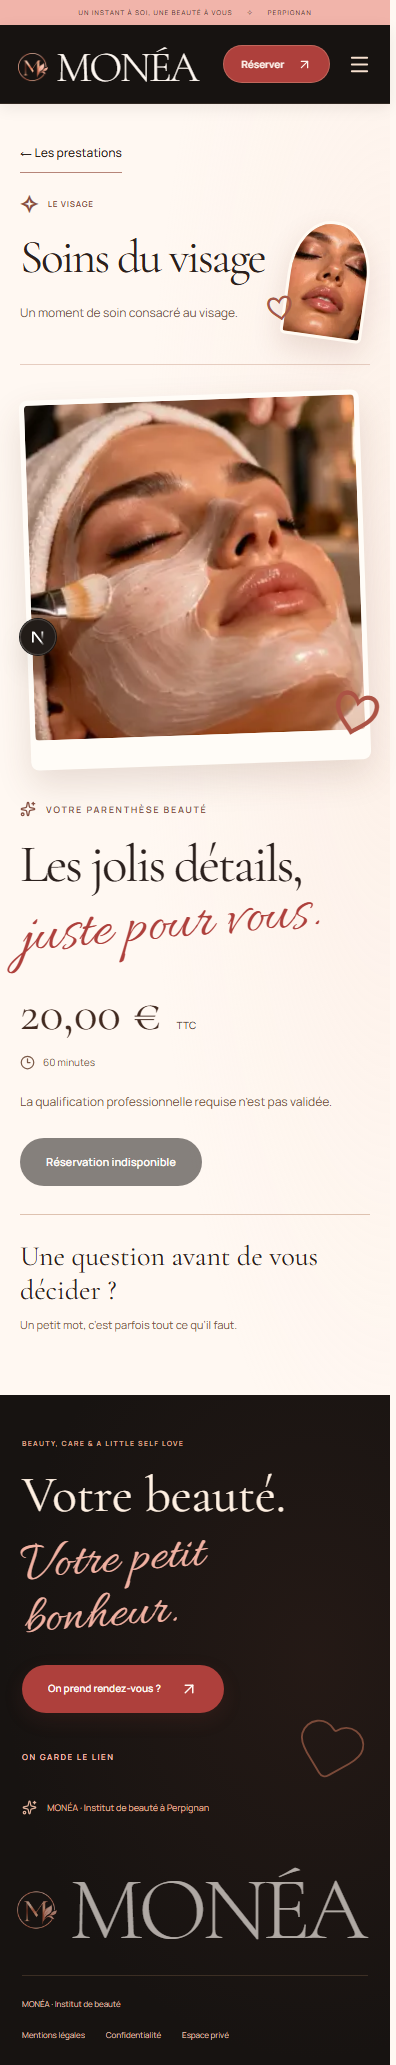 UN INSTANT À SOI, UNE BEAUTÉ À VOUS ✧ PERPIGNAN
M MONÉA Réserver
← Les prestations
LE VISAGE
Soins du visage
Un moment de soin consacré au visage.
N
VOTRE PARENTHÈSE BEAUTÉ
Les jolis détails,
juste pour vous.
20,00 € TTC
60 minutes
La qualification professionnelle requise n'est pas validée.
Réservation indisponible
Une question avant de vous
décider ?
Un petit mot, c'est parfois tout ce qu'il faut.
BEAUTY, CARE & A LITTLE SELF LOVE
Votre beauté.
Votre petit
bonheur.
On prend rendez-vous ?
ON GARDE LE LIEN
MONÉA · Institut de beauté à Perpignan
M MONÉA
MONÉA · Institut de beauté
Mentions légales Confidentialité Espace privé